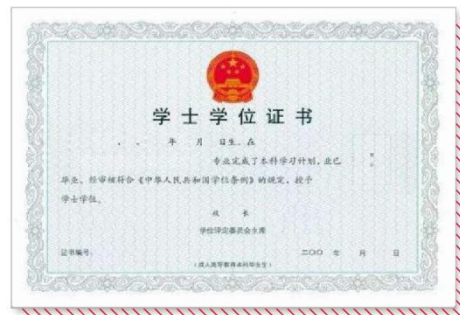 学士学位证书
, , 年 月 日生。在
专业完成了本科学习计划，业已
毕业。经审核符合《中华人民共和国学位条例》的规定，授予
学士学位。
校 长
学位评定委员会主席
证书编号： 二〇〇 年 月 日
（成人高等教育本科毕业生）